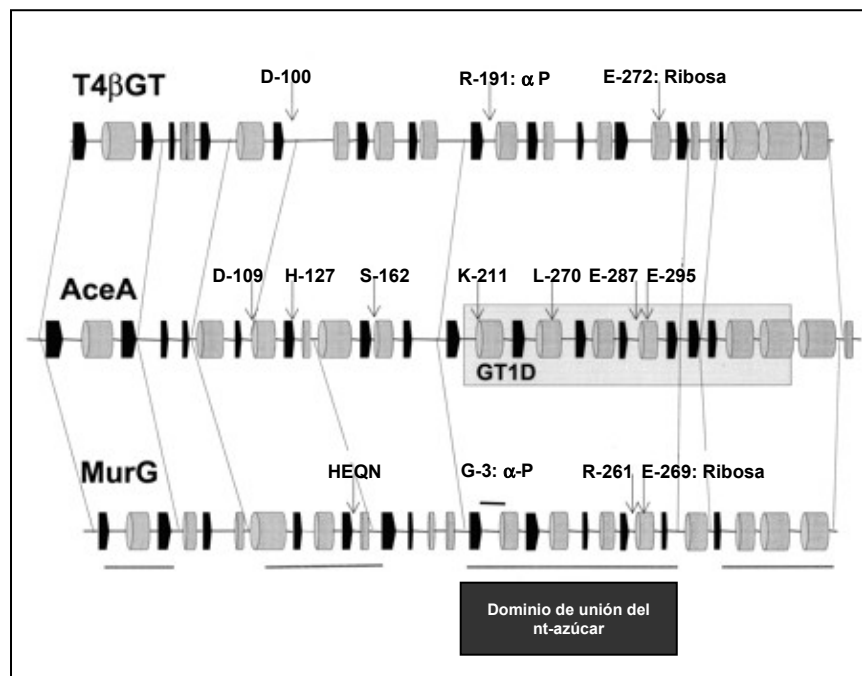 T4βGT
D-100
R-191: α P
E-272: Ribosa
AceA
D-109
H-127
S-162
K-211
L-270
E-287
E-295
GT1D
MurG
HEQN
G-3: α-P
R-261
E-269: Ribosa
Dominio de unión del
nt-azúcar